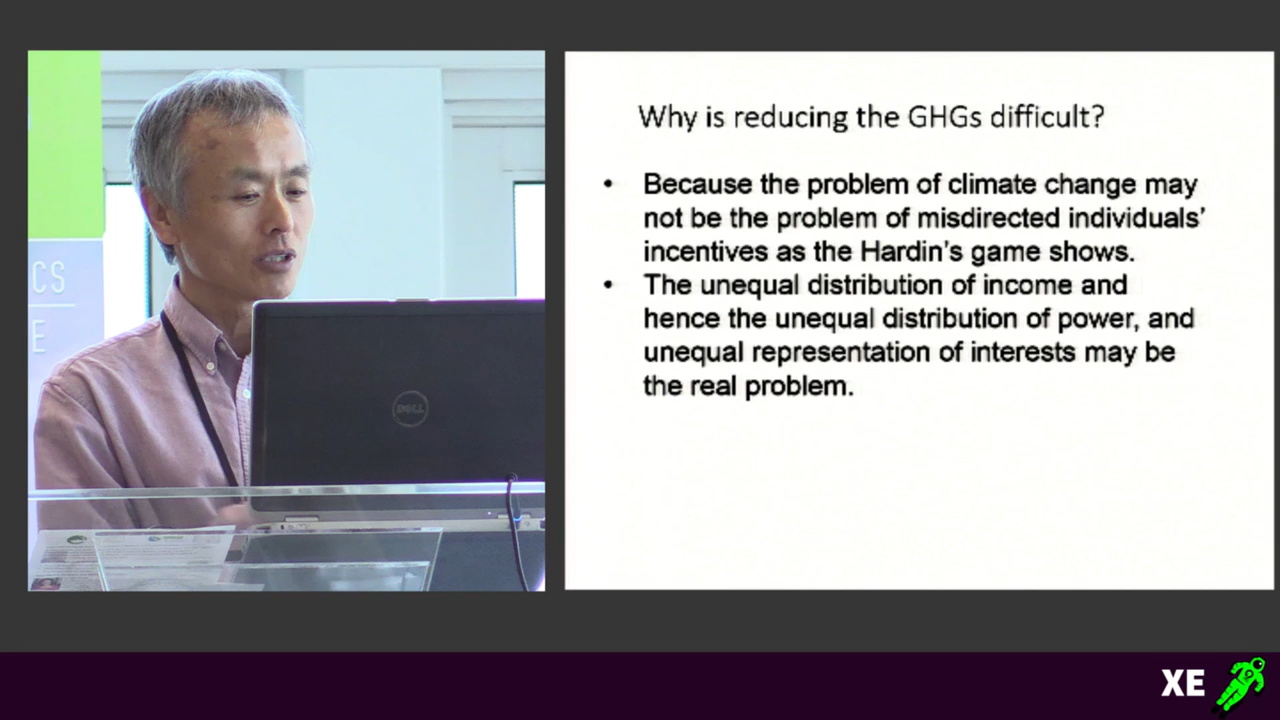 CS
E
DELL
Why is reducing the GHGs difficult?
• Because the problem of climate change may
not be the problem of misdirected individuals'
incentives as the Hardin's game shows.
• The unequal distribution of income and
hence the unequal distribution of power, and
unequal representation of interests may be
the real problem.
XE